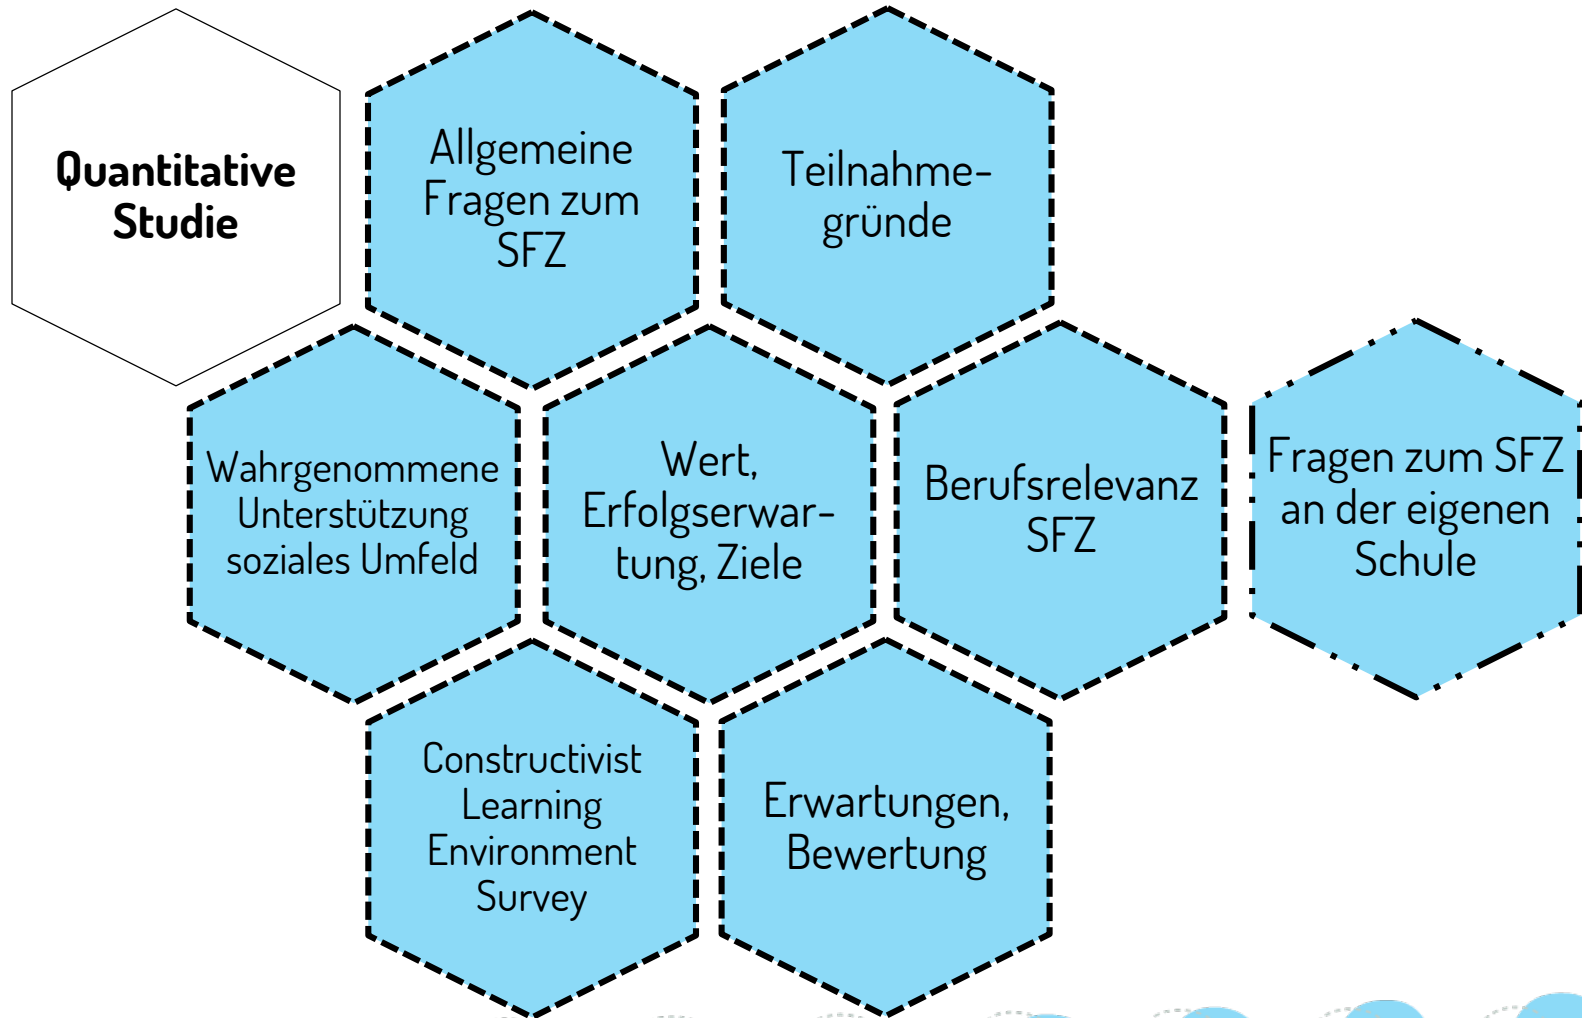 Quantitative
Studie
Allgemeine
Fragen zum
SFZ
Teilnahme-
gründe
Wahrgenommene
Unterstützung
soziales Umfeld
Wert,
Erfolgserwar-
tung, Ziele
Berufsrelevanz
SFZ
Fragen zum SFZ
an der eigenen
Schule
Constructivist
Learning
Environment
Survey
Erwartungen,
Bewertung